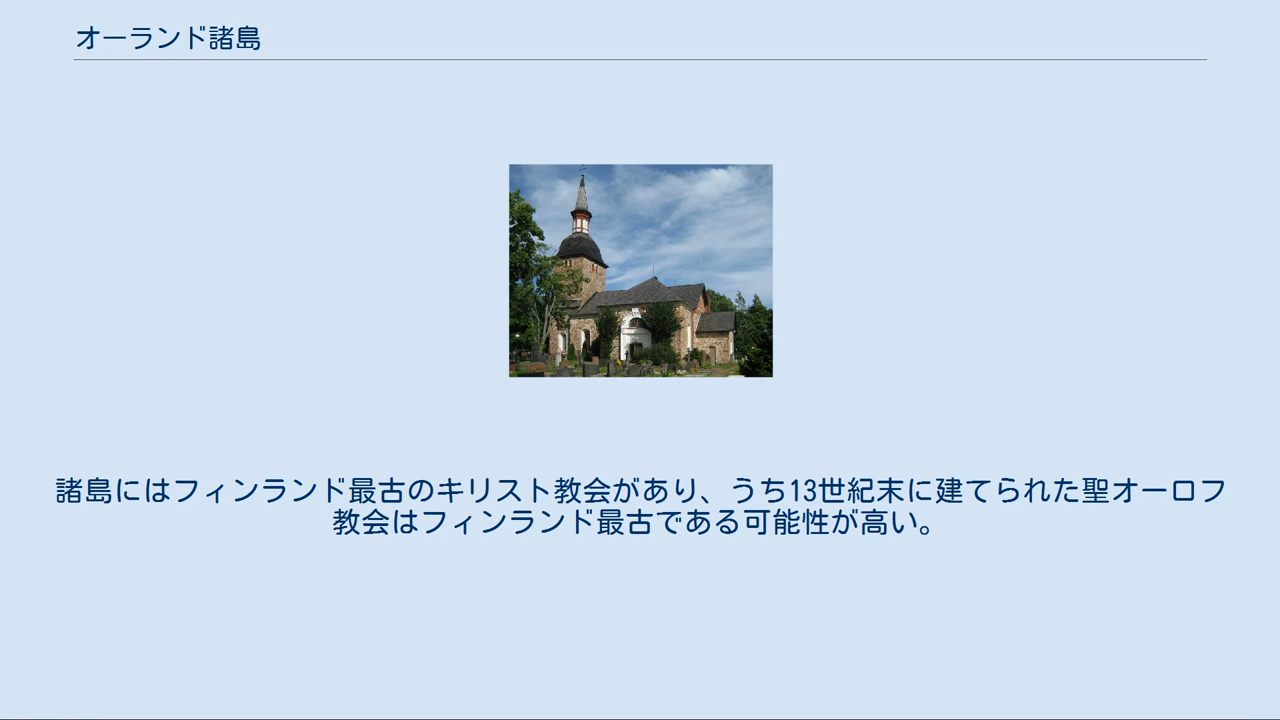 オーランド諸島
諸島にはフィンランド最古のキリスト教会があり、うち13世紀末に建てられた聖オーロフ
教会はフィンランド最古である可能性が高い。